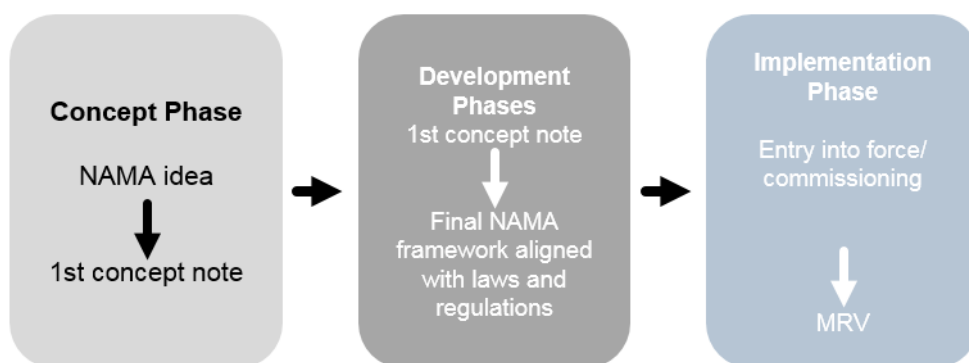 Concept Phase
NAMA idea
1st concept note
Development
Phases
1st concept note
Final NAMA
framework aligned
with laws and
regulations
Implementation
Phase
Entry into force/
commissioning
MRV